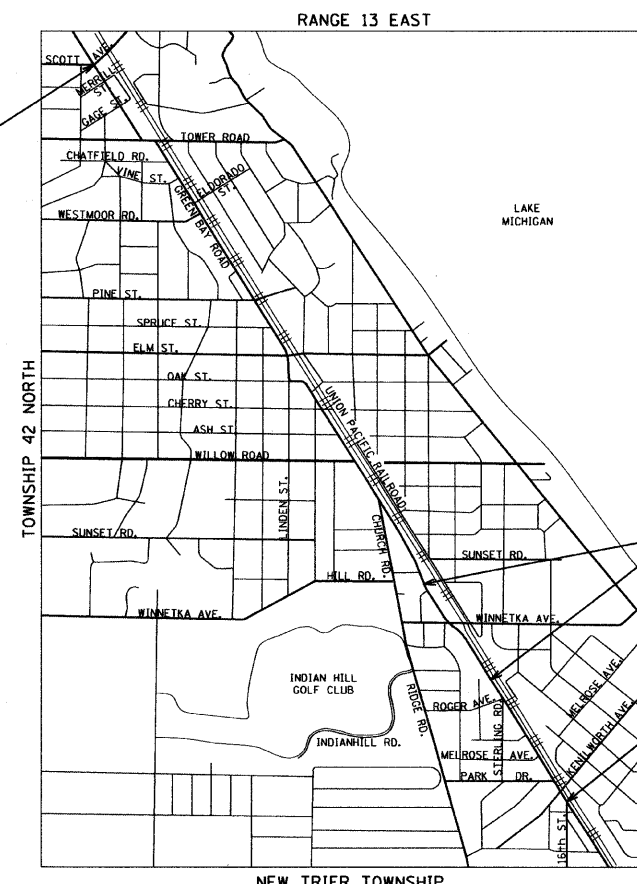 RANGE 13 EAST
SCOTT AVE.
MERRILL
ST.
GAGE ST.
TOWER ROAD
CHATFIELD RD.
VINE ST.
ELDORADO
ST.
WESTMOOR RD.
GREEN BAY ROAD
LAKE
MICHIGAN
PINE ST.
SPRUCE ST.
ELM ST.
OAK ST.
CHERRY ST.
ASH ST.
WILLOW ROAD
UNION PACIFIC RAILROAD
TOWNSHIP 42 NORTH
LINDEN ST.
SUNSET RD.
CHURCH RD.
SUNSET RD.
HILL RD.
WINNETKA AVE.
WINNETKA AVE.
INDIAN HILL
GOLF CLUB
INDIANHILL RD.
RIDGE RD.
ROGER AVE.
STERLING RD.
MELROSE AVE.
KENILWORTH AVE.
MELROSE AVE.
PARK DR.
16th ST.
NEW TRIER TOWNSHIP